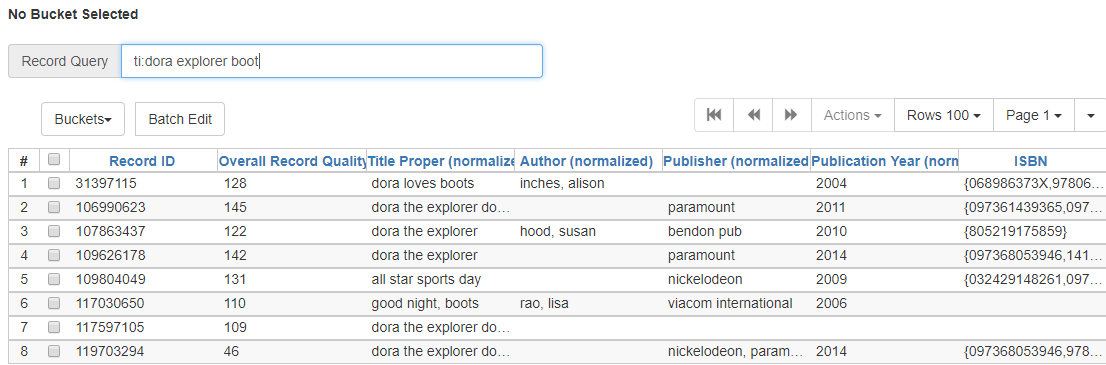 No Bucket Selected
Record Query ti:dora explorer boot
Buckets Batch Edit Actions Rows 100 Page 1
# Record ID Overall Record Quality Title Proper (normalize Author (normalized) Publisher (normalized Publication Year (norn ISBN
1 31397115 128 dora loves boots inches, alison 2004 {068986373X,97806...
2 106990623 145 dora the explorer do... paramount 2011 {097361439365,097...
3 107863437 122 dora the explorer hood, susan bendon pub 2010 {805219175859}
4 109626178 142 dora the explorer paramount 2014 {097368053946,141...
5 109804049 131 all star sports day nickelodeon 2009 {032429148261,097...
6 117030650 110 good night, boots rao, lisa viacom international 2006
7 117597105 109 dora the explorer do...
8 119703294 46 dora the explorer do... nickelodeon, param... 2014 {097368053946,978...